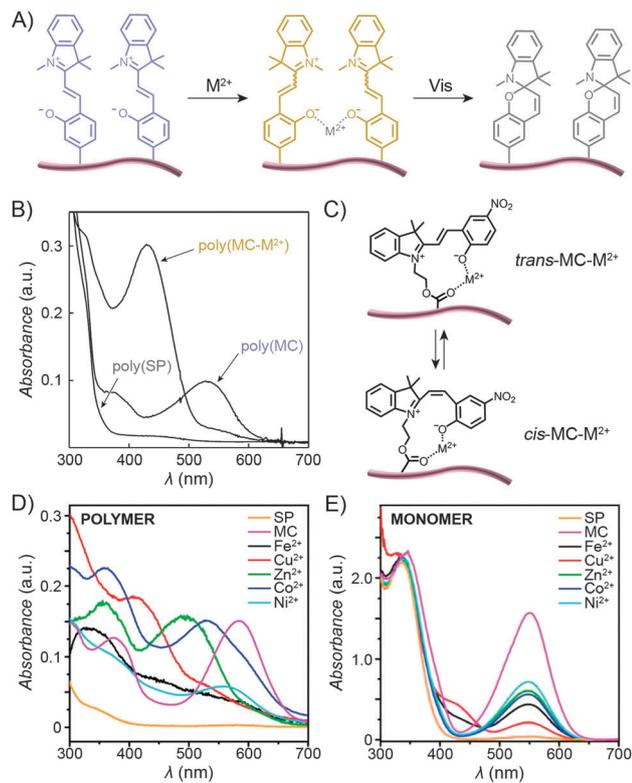 A)
N+
N+
O−
−O
M2+
N+
N+
O−
O−
M2+
Vis
N
O
N
O
B)
Absorbance (a.u.)
0.3
0.2
0.1
poly(MC-M2+)
poly(MC)
poly(SP)
300 400 500 600 700
λ (nm)
C)
NO2
N+
O−
M2+
O
O
trans-MC-M2+
NO2
N+
O
M2+
O
O
cis-MC-M2+
D)
POLYMER
Absorbance (a.u.)
0.3
0.2
0.1
0
SP
MC
Fe2+
Cu2+
Zn2+
Co2+
Ni2+
300 400 500 600 700
λ (nm)
E)
MONOMER
Absorbance (a.u.)
2.0
1.0
0
SP
MC
Fe2+
Cu2+
Zn2+
Co2+
Ni2+
300 400 500 600 700
λ (nm)